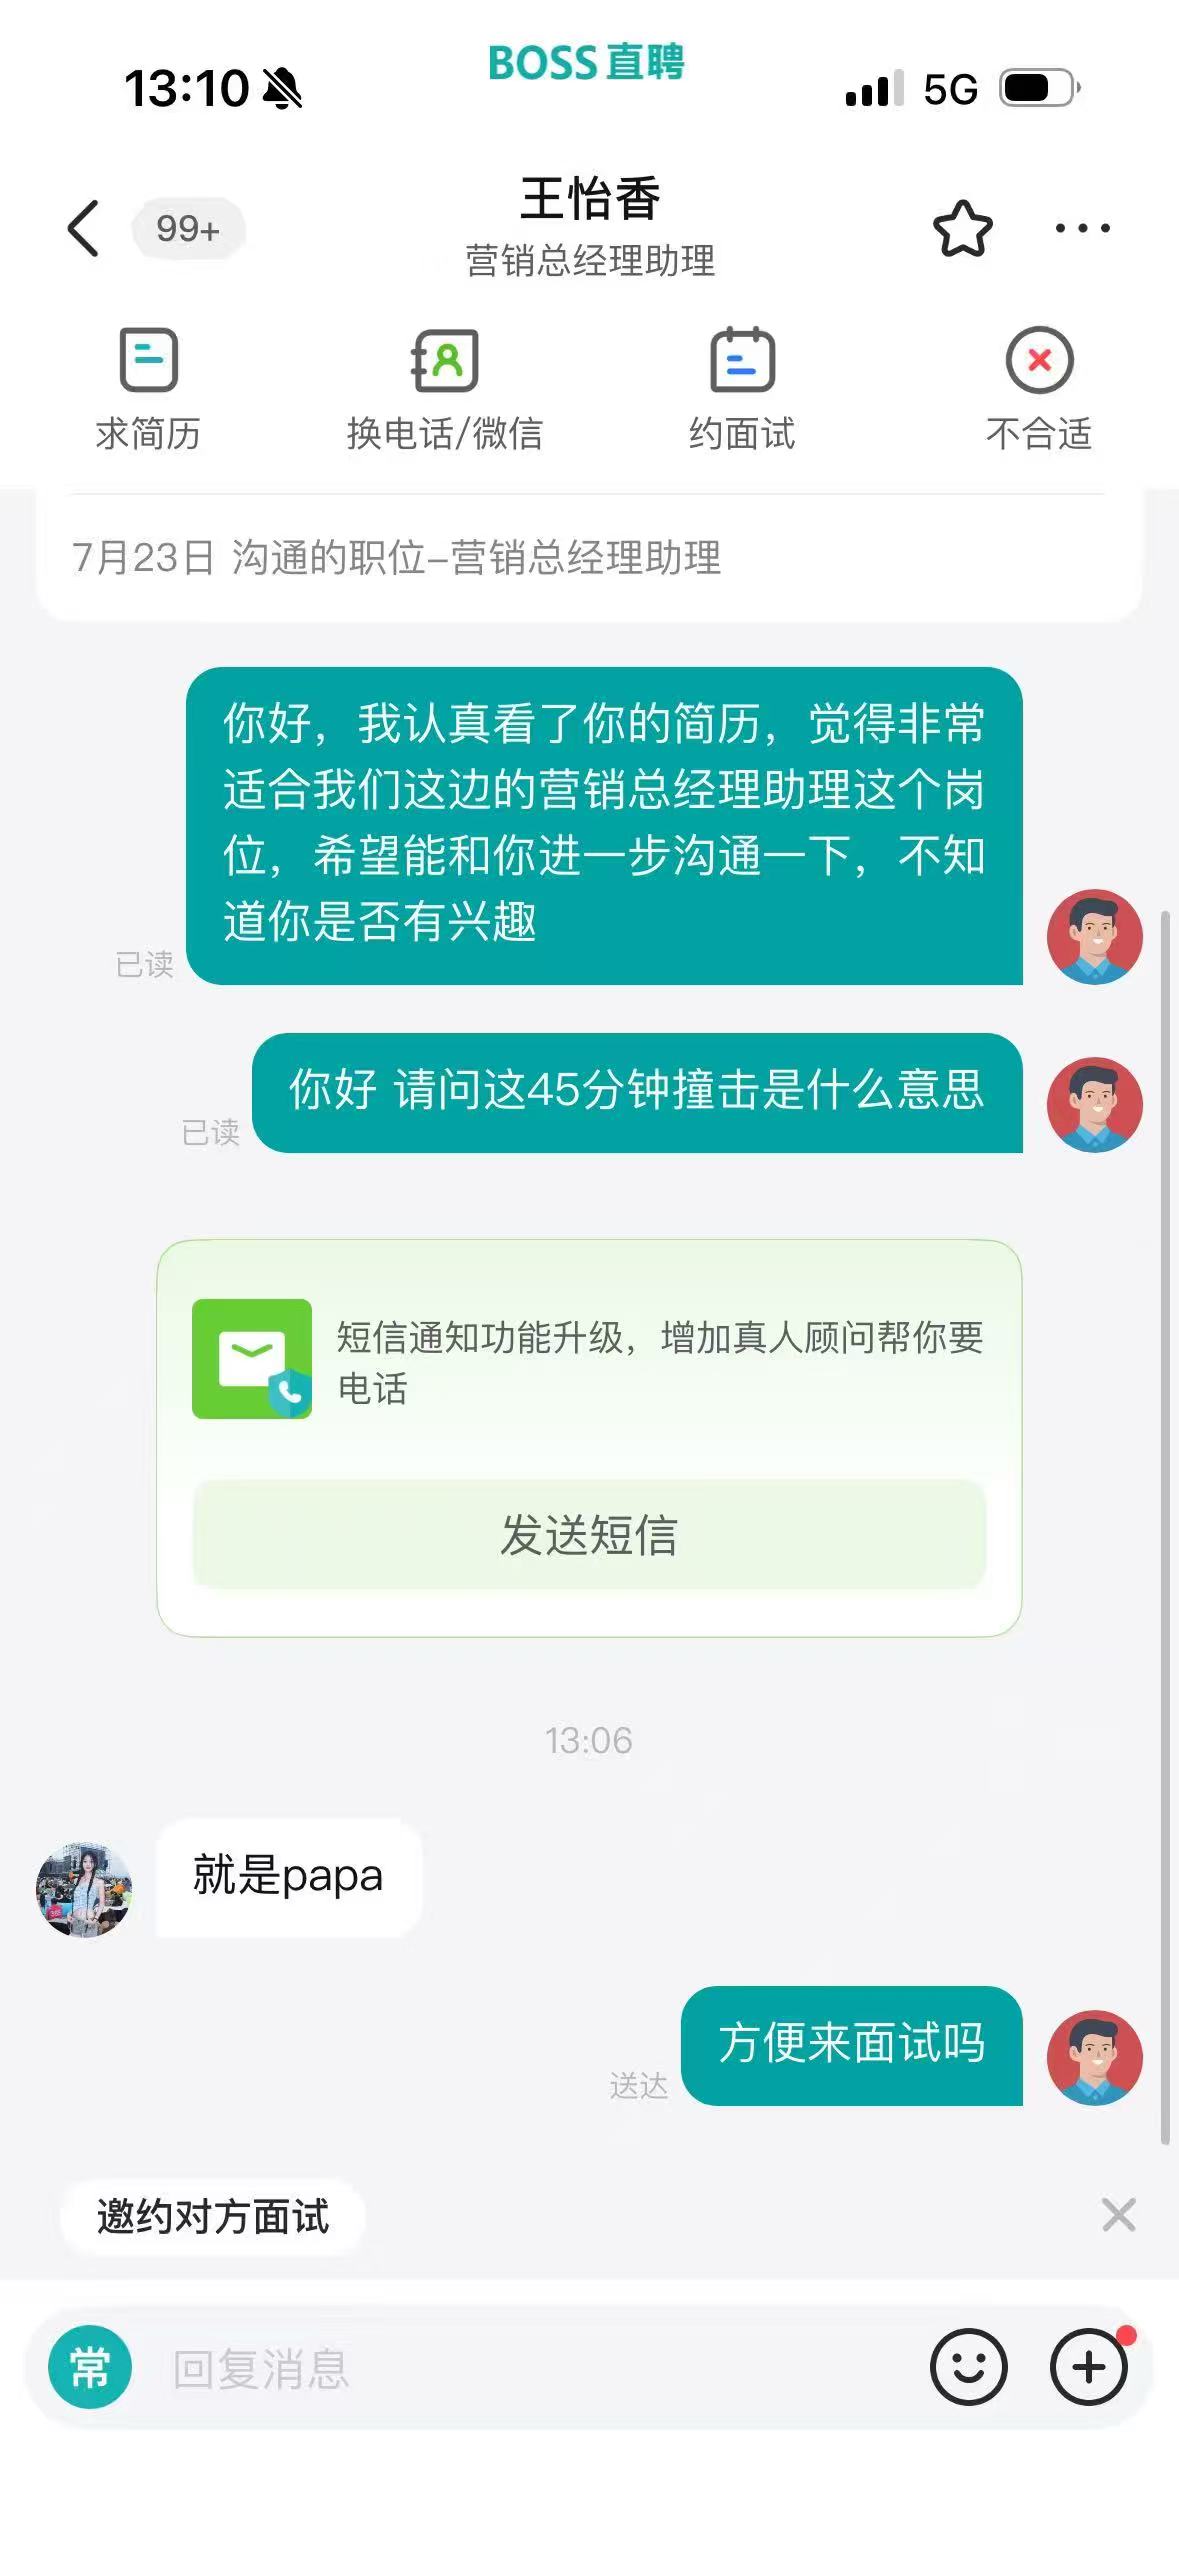 BOSS直聘
13:10
5G
99+
王怡香
营销总经理助理
求简历
换电话/微信
约面试
不合适
7月23日 沟通的职位-营销总经理助理
你好，我认真看了你的简历，觉得非常
适合我们这边的营销总经理助理这个岗
位，希望能和你进一步沟通一下，不知
道你是否有兴趣
已读
你好 请问这45分钟撞击是什么意思
已读
短信通知功能升级，增加真人顾问帮你要
电话
发送短信
13:06
就是papa
方便来面试吗
送达
邀约对方面试
常
回复消息